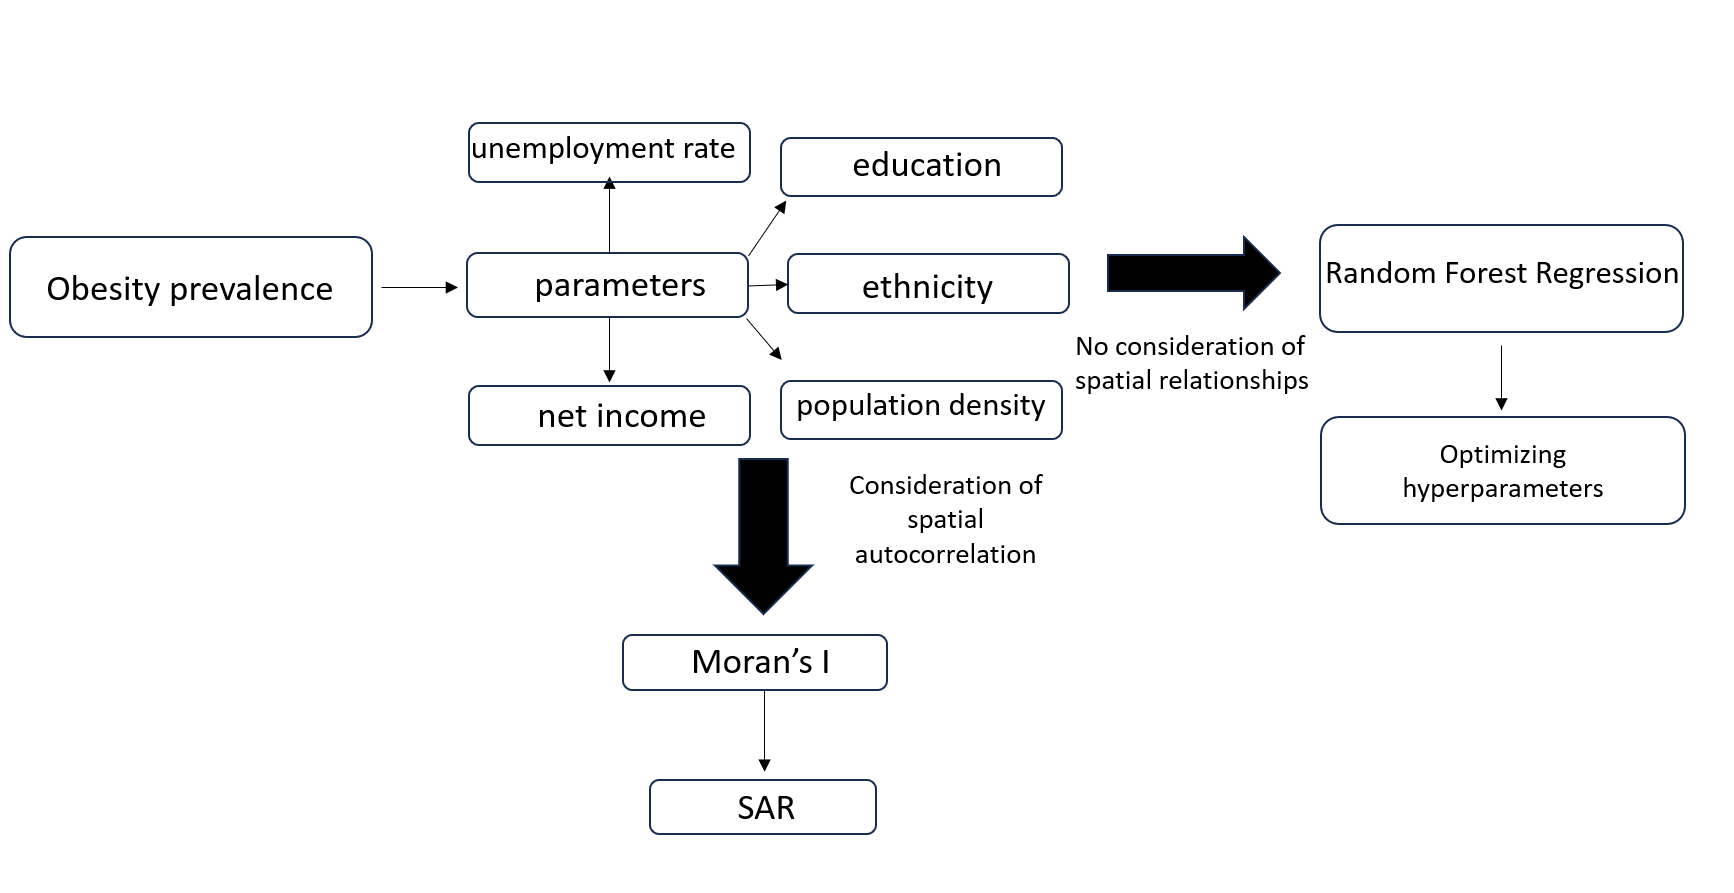 unemployment rate
education
Obesity prevalence
parameters
ethnicity
net income
population density
No consideration of
spatial relationships
Random Forest Regression
Optimizing
hyperparameters
Consideration of
spatial
autocorrelation
Moran’s I
SAR